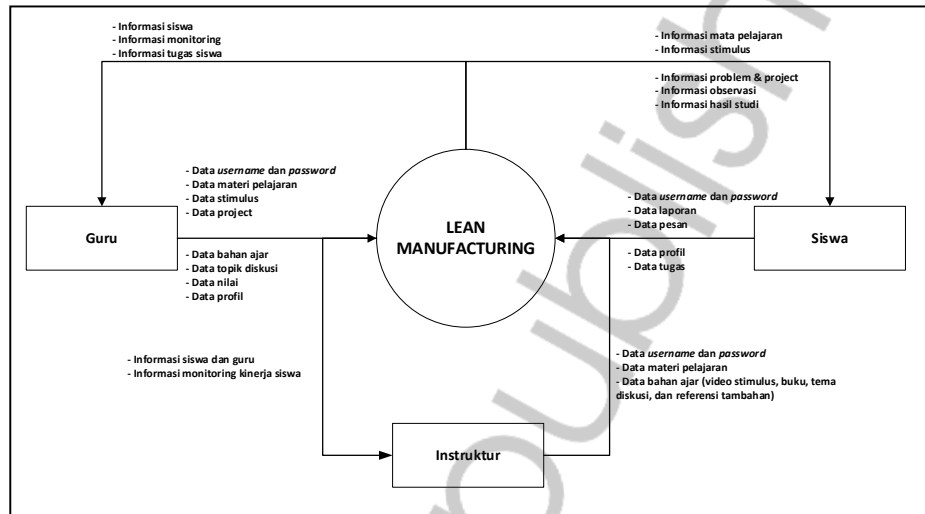 - Informasi siswa
- Informasi monitoring
- Informasi tugas siswa
- Informasi mata pelajaran
- Informasi stimulus
- Informasi problem & project
- Informasi observasi
- Informasi hasil studi
- Data username dan password
- Data materi pelajaran
- Data stimulus
- Data project
Guru
- Data bahan ajar
- Data topik diskusi
- Data nilai
- Data profil
LEAN
MANUFACTURING
- Data username dan password
- Data laporan
- Data pesan
Siswa
- Data profil
- Data tugas
- Informasi siswa dan guru
- Informasi monitoring kinerja siswa
- Data username dan password
- Data materi pelajaran
- Data bahan ajar (video stimulus, buku, tema
diskusi, dan referensi tambahan)
Instruktur
publish